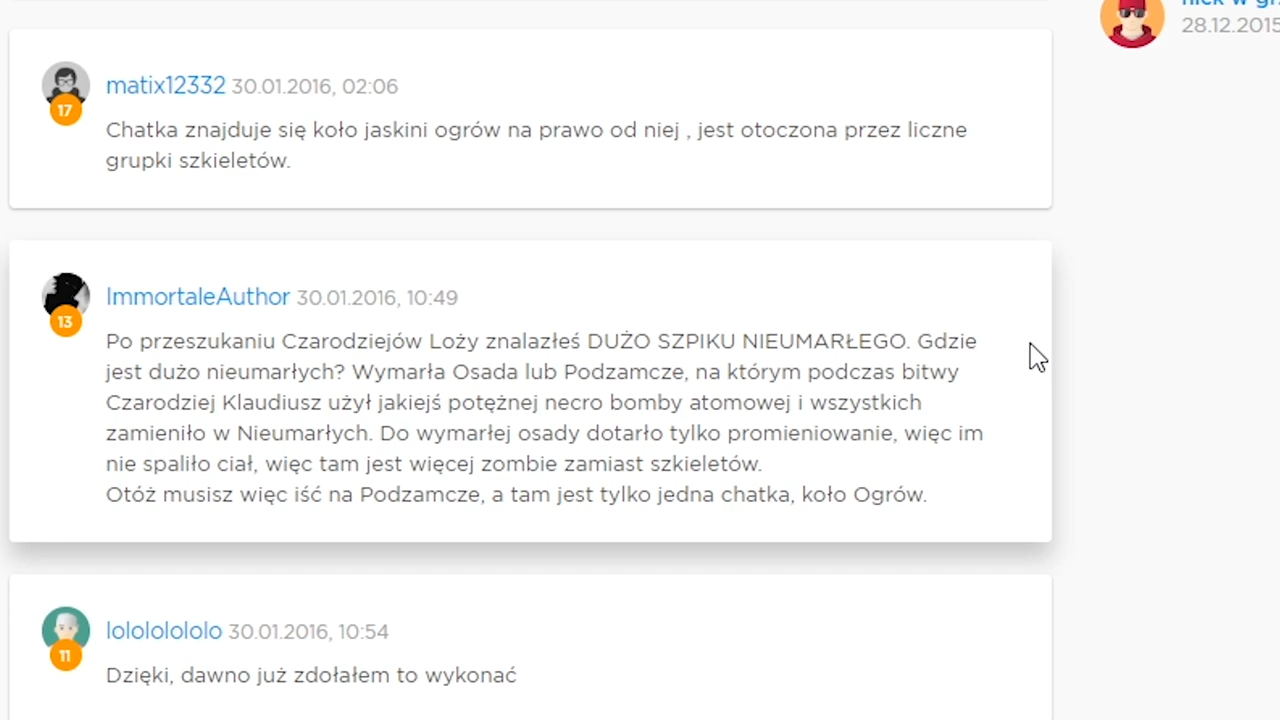 28.12.2015
matix12332 30.01.2016, 02:06
17
Chatka znajduje się koło jaskini ogrów na prawo od niej , jest otoczona przez liczne
grupki szkieletów.
ImmortaleAuthor 30.01.2016, 10:49
13
Po przeszukaniu Czarodziejów Loży znalazłeś DUŻO SZPIKU NIEUMARŁEGO. Gdzie
jest dużo nieumarłych? Wymarła Osada lub Podzamcze, na którym podczas bitwy
Czarodziej Klaudiusz użył jakiejś potężnej necro bomby atomowej i wszystkich
zamieniło w Nieumarłych. Do wymarłej osady dotarło tylko promieniowanie, więc im
nie spaliło ciał, więc tam jest więcej zombie zamiast szkieletów.
Otóż musisz więc iść na Podzamcze, a tam jest tylko jedna chatka, koło Ogrów.
lolololololo 30.01.2016, 10:54
11
Dzięki, dawno już zdołałem to wykonać